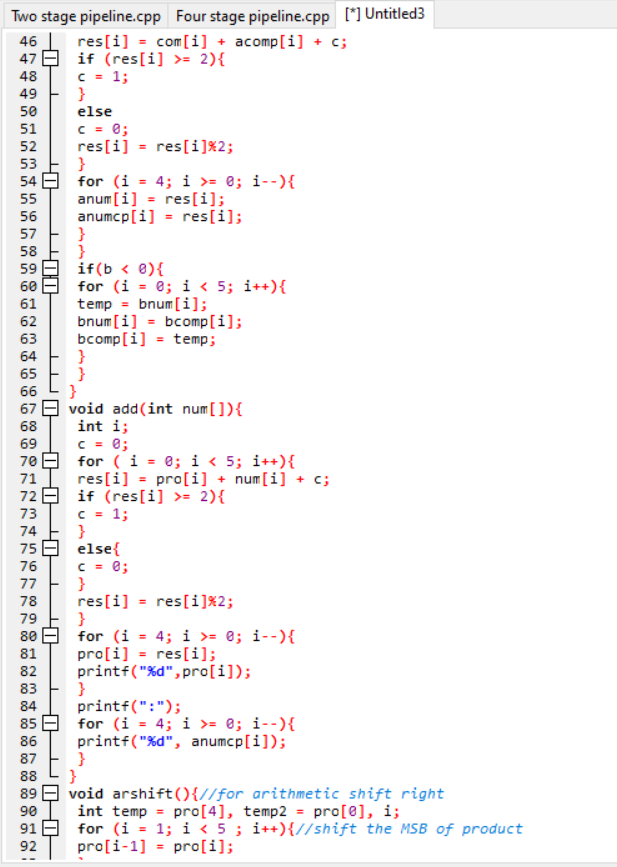 Two stage pipeline.cpp Four stage pipeline.cpp [*] Untitled3
46 res[i] = com[i] + acomp[i] + c;
47 if (res[i] >= 2){
48 c = 1;
49 }
50 else
51 c = 0;
52 res[i] = res[i]%2;
53 }
54 for (i = 4; i >= 0; i--){
55 anum[i] = res[i];
56 anumcp[i] = res[i];
57 }
58 }
59 if(b < 0){
60 for (i = 0; i < 5; i++){
61 temp = bnum[i];
62 bnum[i] = bcomp[i];
63 bcomp[i] = temp;
64 }
65 }
66 }
67 void add(int num[]){
68 int i;
69 c = 0;
70 for ( i = 0; i < 5; i++){
71 res[i] = pro[i] + num[i] + c;
72 if (res[i] >= 2){
73 c = 1;
74 }
75 else{
76 c = 0;
77 }
78 res[i] = res[i]%2;
79 }
80 for (i = 4; i >= 0; i--){
81 pro[i] = res[i];
82 printf("%d",pro[i]);
83 }
84 printf(":");
85 for (i = 4; i >= 0; i--){
86 printf("%d", anumcp[i]);
87 }
88 }
89 void arshift(){//for arithmetic shift right
90 int temp = pro[4], temp2 = pro[0], i;
91 for (i = 1; i < 5 ; i++){//shift the MSB of product
92 pro[i-1] = pro[i];